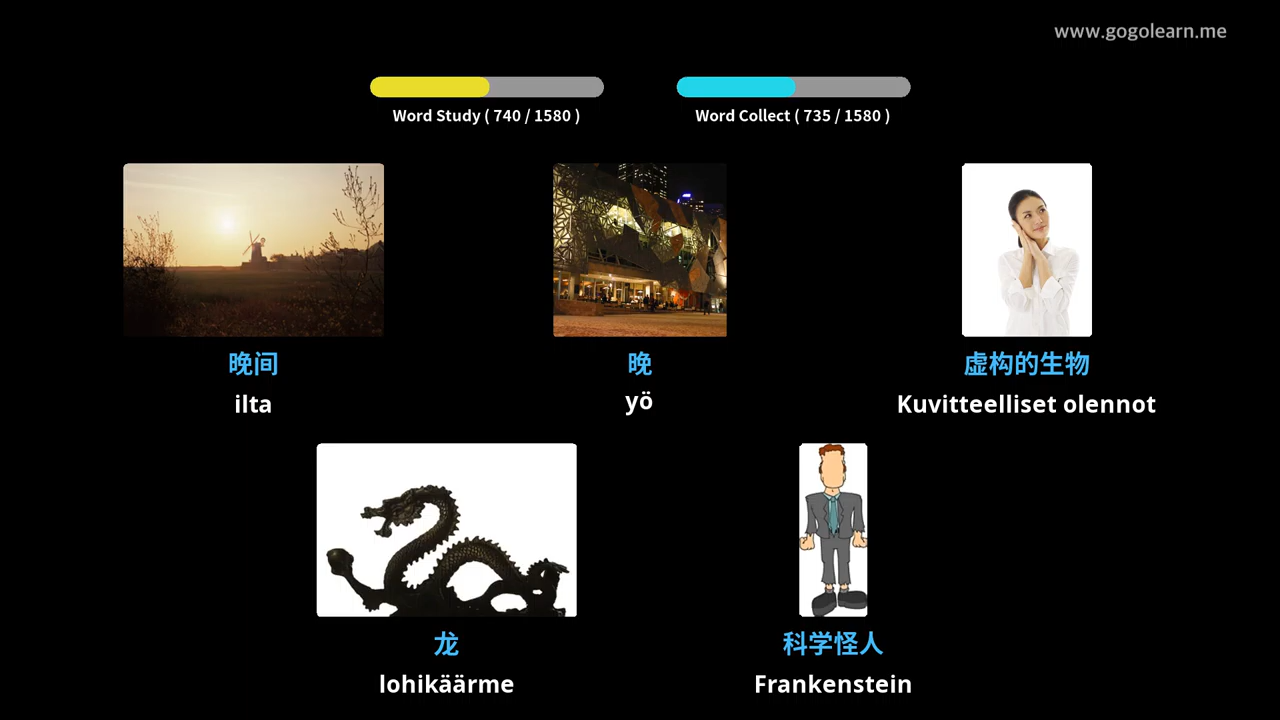 www.gogolearn.me
Word Study ( 740 / 1580 )
Word Collect ( 735 / 1580 )
晚间
ilta
晚
yö
虚构的生物
Kuvitteelliset olennot
龙
lohikäärme
科学怪人
Frankenstein